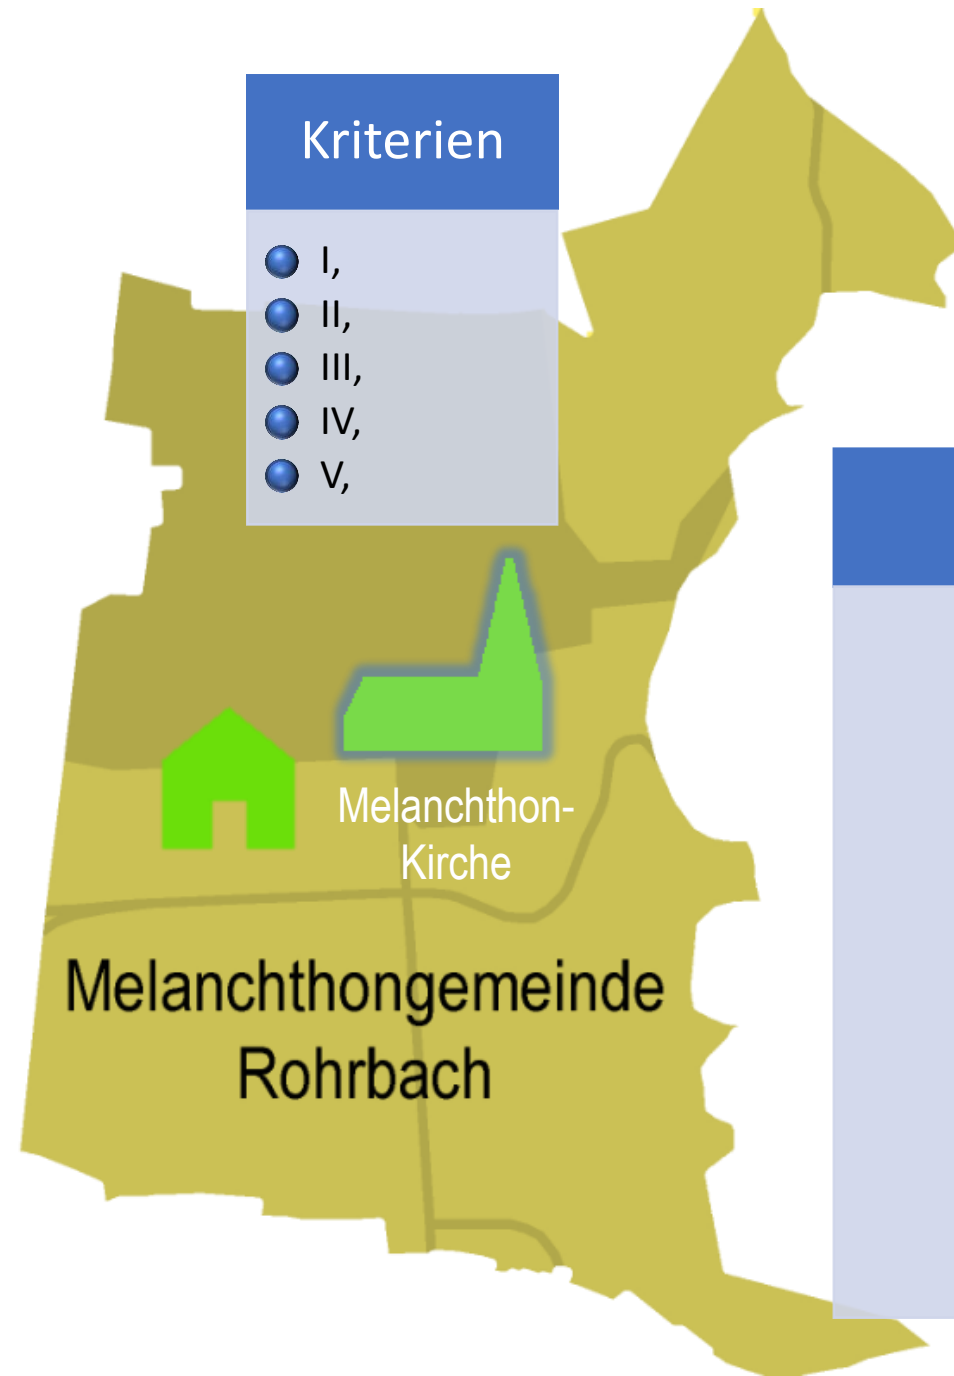 Kriterien
I,
II,
III,
IV,
V,
Melanchthon-
Kirche
Melanchthongemeinde
Rohrbach